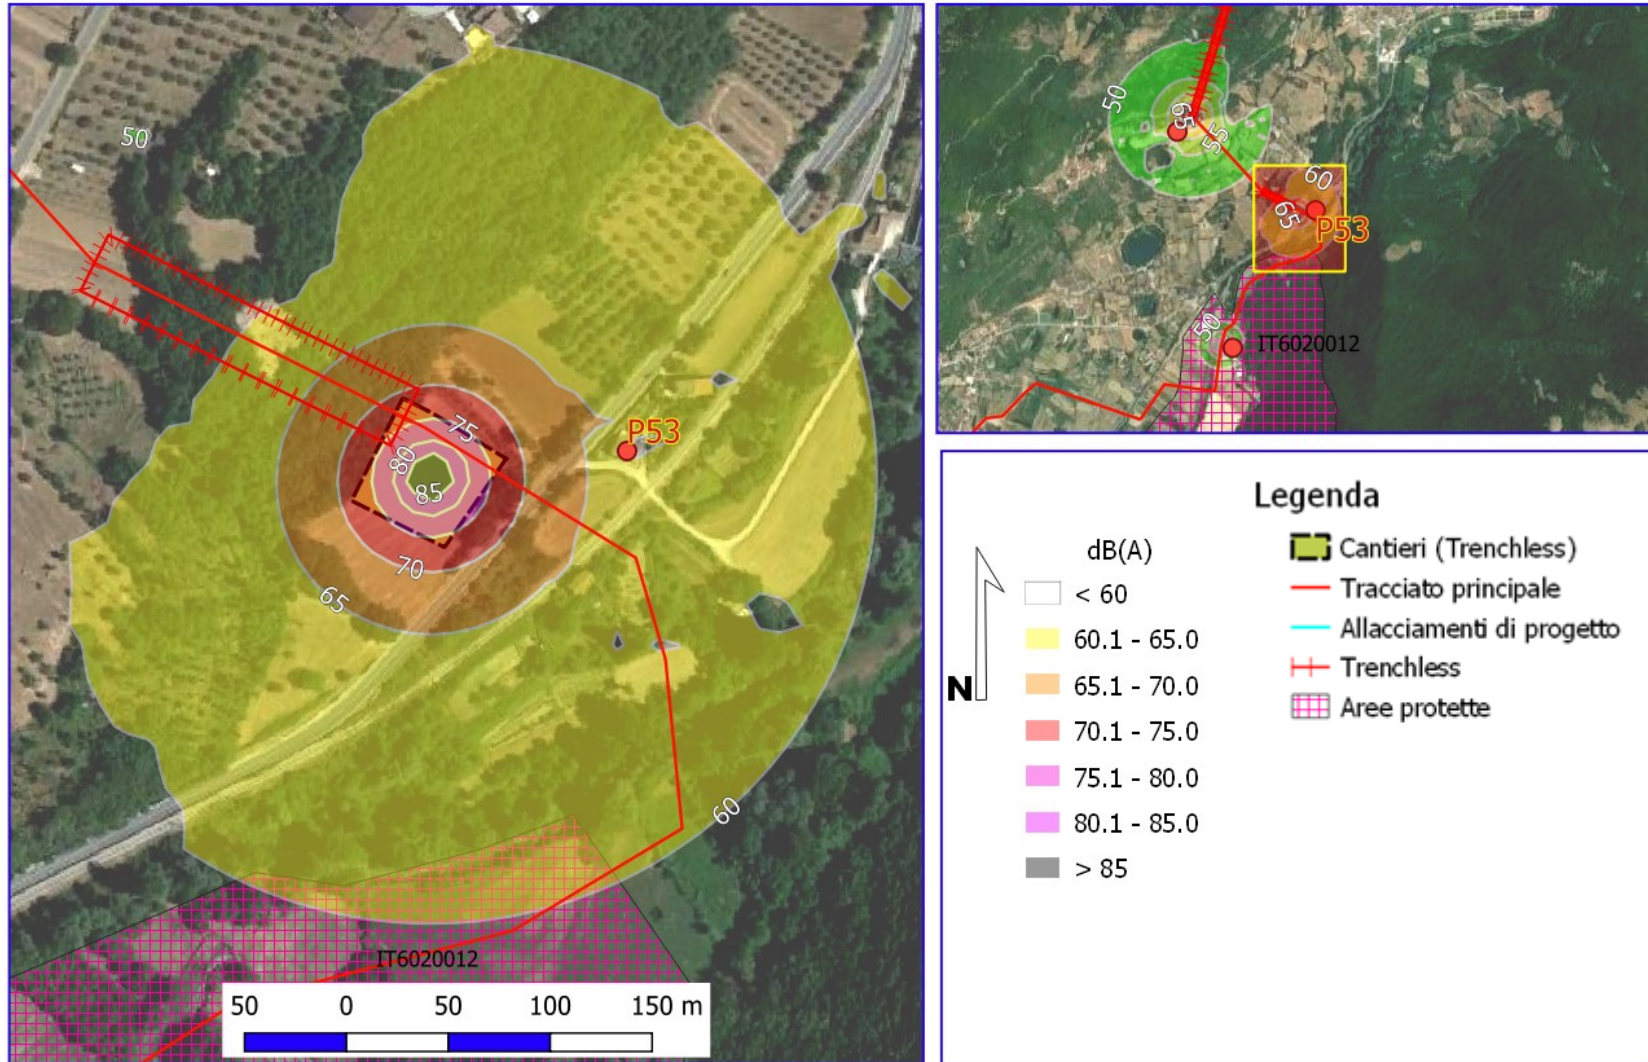 50
75
80
85
70
65
60
P53
IT6020012
50 0 50 100 150 m
50
65
55
60
65
P53
50
IT6020012
Legenda
dB(A)
< 60
60.1 - 65.0
65.1 - 70.0
70.1 - 75.0
75.1 - 80.0
80.1 - 85.0
> 85
N
Cantieri (Trenchless)
Tracciato principale
Allacciamenti di progetto
Trenchless
Aree protette